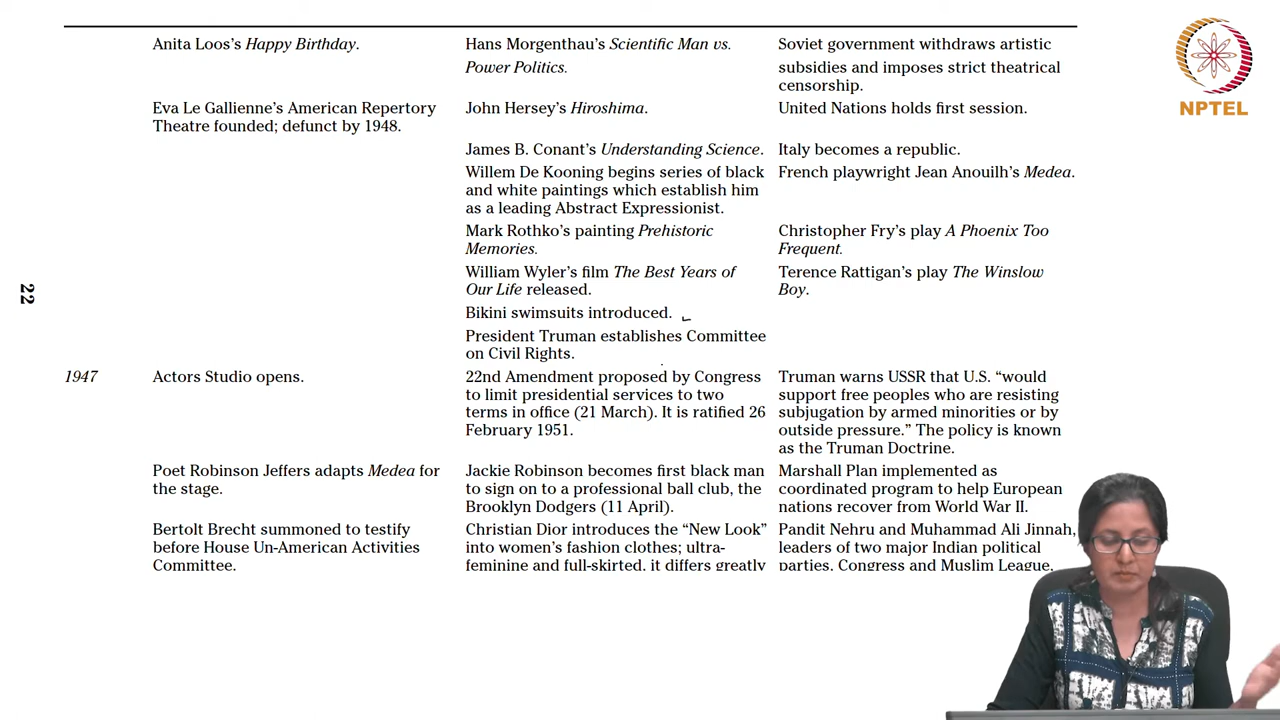 Anita Loos's Happy Birthday.
Eva Le Gallienne's American Repertory
Theatre founded; defunct by 1948.
Hans Morgenthau's Scientific Man vs.
Power Politics.
John Hersey's Hiroshima.
James B. Conant's Understanding Science.
Willem De Kooning begins series of black
and white paintings which establish him
as a leading Abstract Expressionist.
Mark Rothko's painting Prehistoric
Memories.
William Wyler's film The Best Years of
Our Life released.
Bikini swimsuits introduced.
President Truman establishes Committee
on Civil Rights.
Soviet government withdraws artistic
subsidies and imposes strict theatrical
censorship.
United Nations holds first session.
Italy becomes a republic.
French playwright Jean Anouilh's Medea.
Christopher Fry's play A Phoenix Too
Frequent.
Terence Rattigan's play The Winslow
Boy.
22
1947
Actors Studio opens.
Poet Robinson Jeffers adapts Medea for
the stage.
Bertolt Brecht summoned to testify
before House Un-American Activities
Committee.
22nd Amendment proposed by Congress
to limit presidential services to two
terms in office (21 March). It is ratified 26
February 1951.
Jackie Robinson becomes first black man
to sign on to a professional ball club, the
Brooklyn Dodgers (11 April).
Christian Dior introduces the "New Look"
into women's fashion clothes; ultra-
feminine and full-skirted, it differs greatly
Truman warns USSR that U.S. "would
support free peoples who are resisting
subjugation by armed minorities or by
outside pressure." The policy is known
as the Truman Doctrine.
Marshall Plan implemented as
coordinated program to help European
nations recover from World War II.
Pandit Nehru and Muhammad Ali Jinnah,
leaders of two major Indian political
parties, Congress and Muslim League,
NPTEL